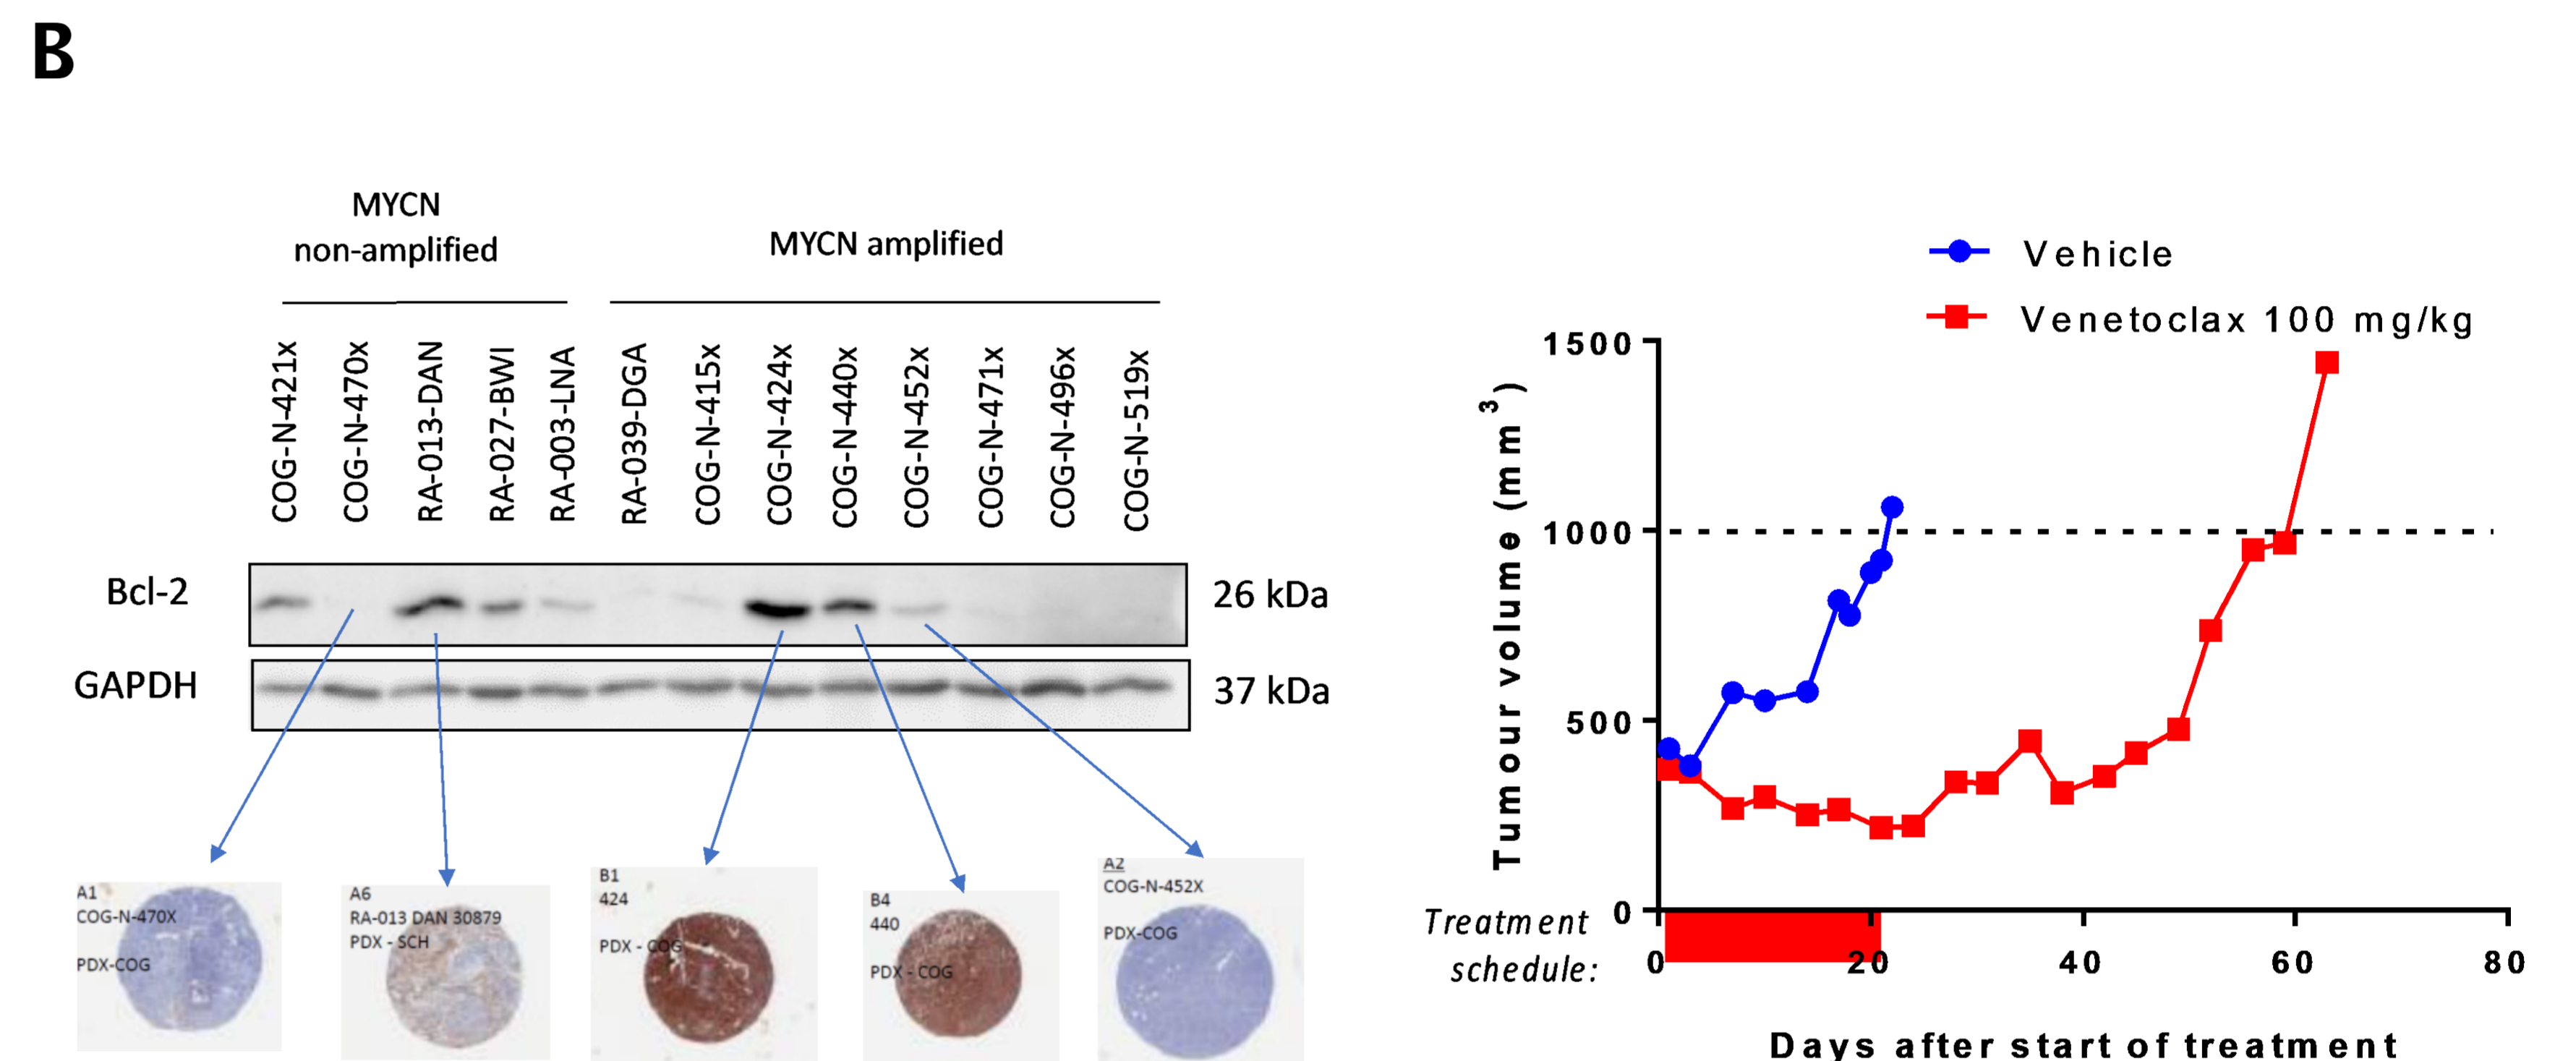 B
MYCN
non-amplified
MYCN amplified
COG-N-421x
COG-N-470x
RA-013-DAN
RA-027-BWI
RA-003-LNA
RA-039-DGA
COG-N-415x
COG-N-424x
COG-N-440x
COG-N-452x
COG-N-471x
COG-N-496x
COG-N-519x
Bcl-2
26 kDa
GAPDH
37 kDa
A1
COG-N-470X
PDX-COG
A6
RA-013 DAN 30879
PDX - SCH
B1
424
PDX - COG
B4
440
PDX - COG
A2
COG-N-452X
PDX-COG
Vehicle
Venetoclax 100 mg/kg
Tumour volume (mm³)
1500
1000
500
0
Treatment
schedule:
0 20 40 60 80
Days after start of treatment